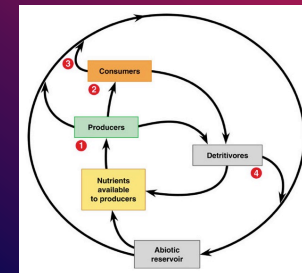 3
Consumers
2
Producers
1
Detritivores
4
Nutrients
available
to producers
Abiotic
reservoir